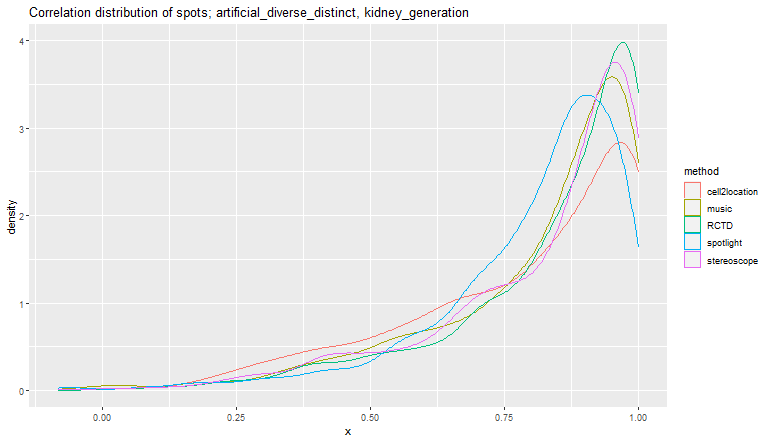 Correlation distribution of spots; artificial_diverse_distinct, kidney_generation
4
3
2
1
0
density
0.00 0.25 0.50 0.75 1.00
x
method
cell2location
music
RCTD
spotlight
stereoscope